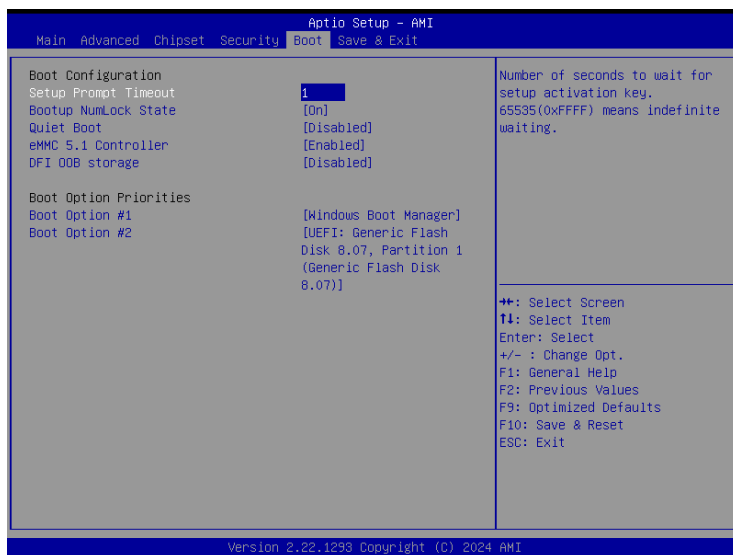 Aptio Setup - AMI
Main Advanced Chipset Security Boot Save & Exit
Boot Configuration
Setup Prompt Timeout 1
Bootup NumLock State [On]
Quiet Boot [Disabled]
eMMC 5.1 Controller [Enabled]
DFI OOB storage [Disabled]
Boot Option Priorities
Boot Option #1 [Windows Boot Manager]
Boot Option #2 [UEFI: Generic Flash
Disk 8.07, Partition 1
(Generic Flash Disk
8.07)]
Number of seconds to wait for
setup activation key.
65535(0xFFFF) means indefinite
waiting.
→←: Select Screen
↑↓: Select Item
Enter: Select
+/- : Change Opt.
F1: General Help
F2: Previous Values
F9: Optimized Defaults
F10: Save & Reset
ESC: Exit
Version 2.22.1293 Copyright (C) 2024 AMI